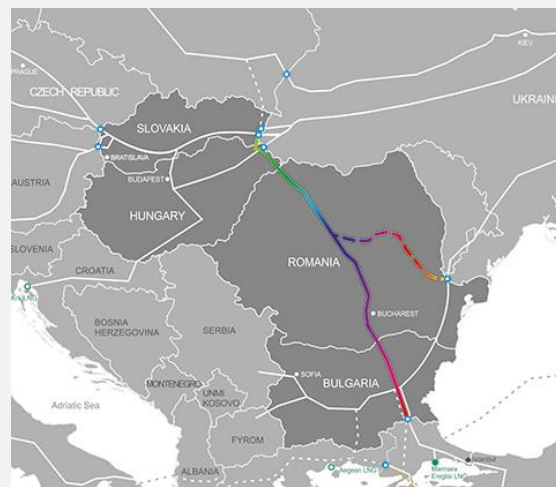 KIEV
PRAGUE
CZECH REPUBLIC
UKRAINE
SLOVAKIA
BRATISLAVA
AUSTRIA
BUDAPEST
HUNGARY
SLOVENIA
ROMANIA
CROATIA
LNG
BOSNIA
HERZEGOVINA
SERBIA
BUCHAREST
SOFIA
BULGARIA
MONTENEGRO
UNMI
KOSOVO
Adriatic Sea
FYROM
ALBANIA
Aegean LNG
Marmara
Ereglisi LNG
Istanbul